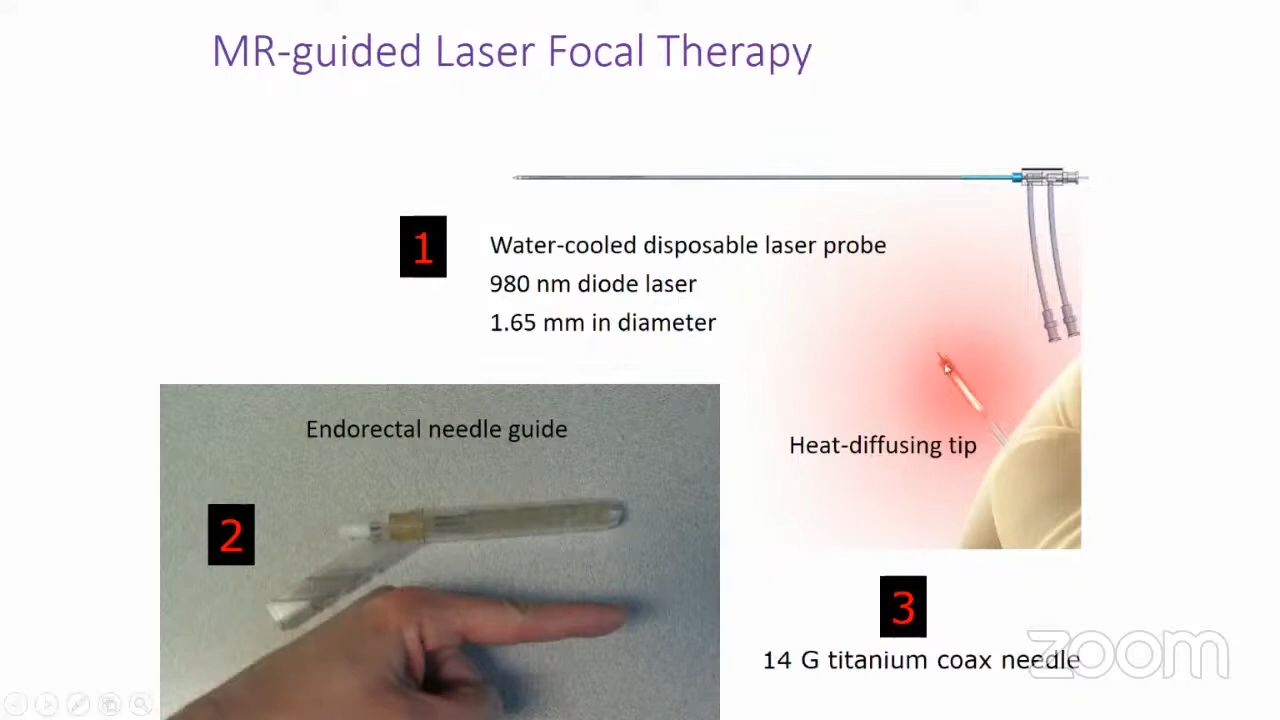 MR-guided Laser Focal Therapy
1
Water-cooled disposable laser probe
980 nm diode laser
1.65 mm in diameter
Endorectal needle guide
Heat-diffusing tip
2
3
14 G titanium coax needle
zoom